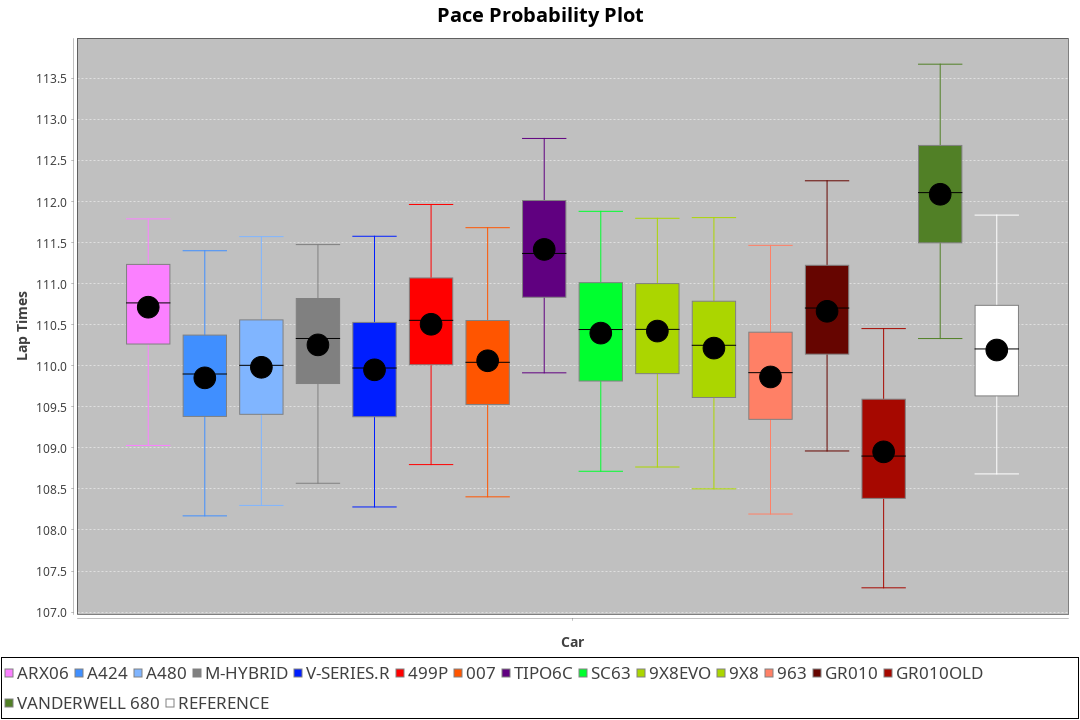 Pace Probability Plot
113.5
113.0
112.5
112.0
111.5
111.0
110.5
110.0
109.5
109.0
108.5
108.0
107.5
107.0
Lap Times
Car
ARX06 A424 A480 M-HYBRID V-SERIES.R 499P 007 TIPO6C SC63 9X8EVO 9X8 963 GR010 GR010OLD
VANDERWELL 680 REFERENCE